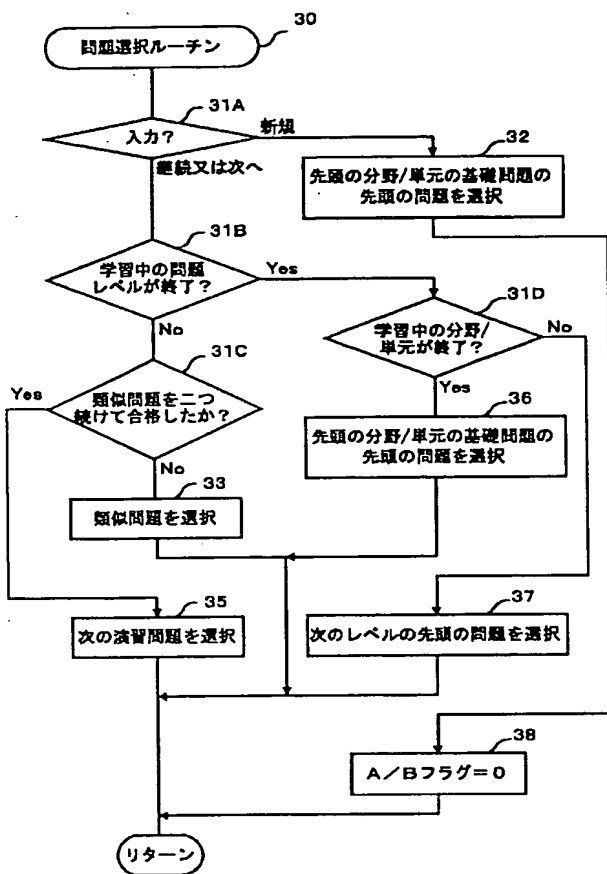 30
問題選択ルーチン
31A
入力?
新規
継続又は次へ
32
先頭の分野/単元の基礎問題の
先頭の問題を選択
31B
学習中の問題
レベルが終了?
Yes
No
31D
学習中の分野/
単元が終了?
No
Yes
31C
類似問題を二つ
続けて合格したか?
Yes
No
36
先頭の分野/単元の基礎問題の
先頭の問題を選択
33
類似問題を選択
35
次の演習問題を選択
37
次のレベルの先頭の問題を選択
38
A/Bフラグ=0
リターン